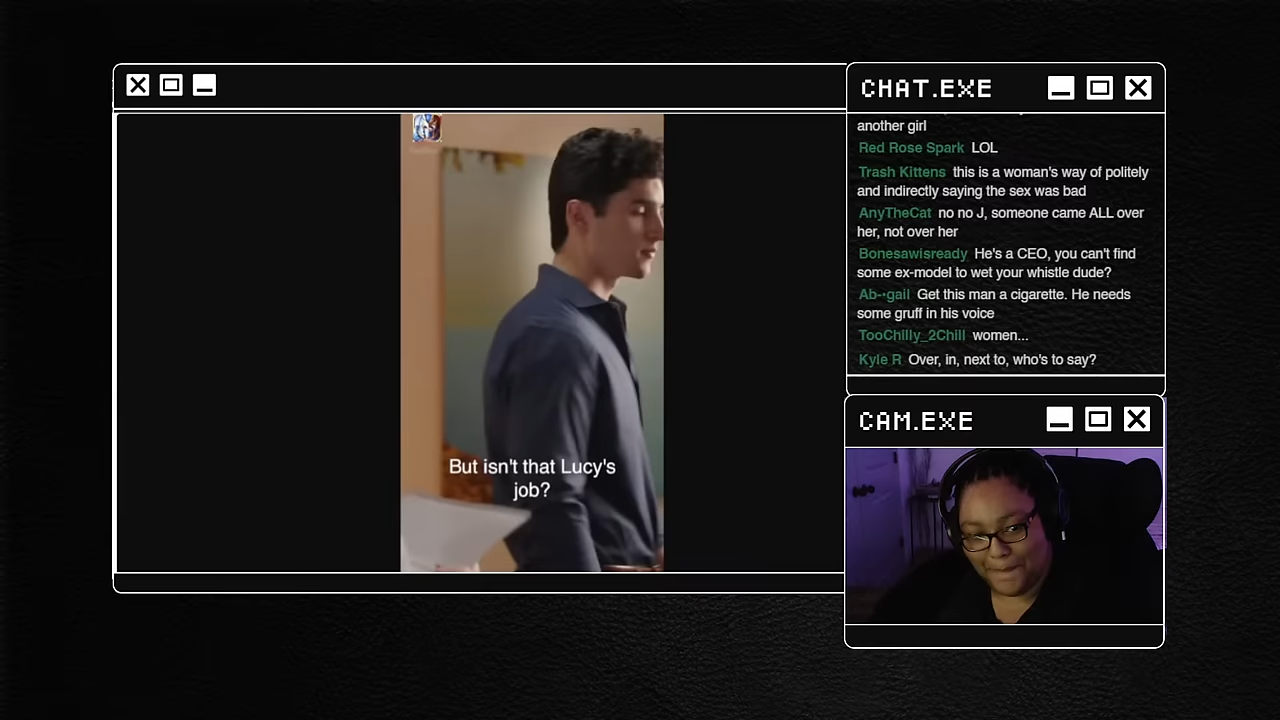 CHAT.EXE
another girl
Red Rose Spark LOL
Trash Kittens this is a woman's way of politely
and indirectly saying the sex was bad
AnyTheCat no no J, someone came ALL over
her, not over her
Bonesawisready He's a CEO, you can't find
some ex-model to wet your whistle dude?
Ab-·gail Get this man a cigarette. He needs
some gruff in his voice
TooChilly_2Chill women...
Kyle R Over, in, next to, who's to say?
But isn't that Lucy's
job?
CAM.EXE